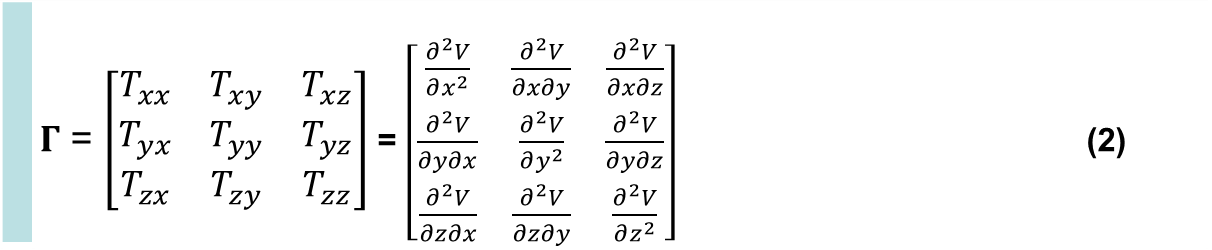 𝚪 = [T_xx T_xy T_xz; T_yx T_yy T_yz; T_zx T_zy T_zz] = [∂²V/∂x² ∂²V/∂x∂y ∂²V/∂x∂z; ∂²V/∂y∂x ∂²V/∂y² ∂²V/∂y∂z; ∂²V/∂z∂x ∂²V/∂z∂y ∂²V/∂z²] (2)